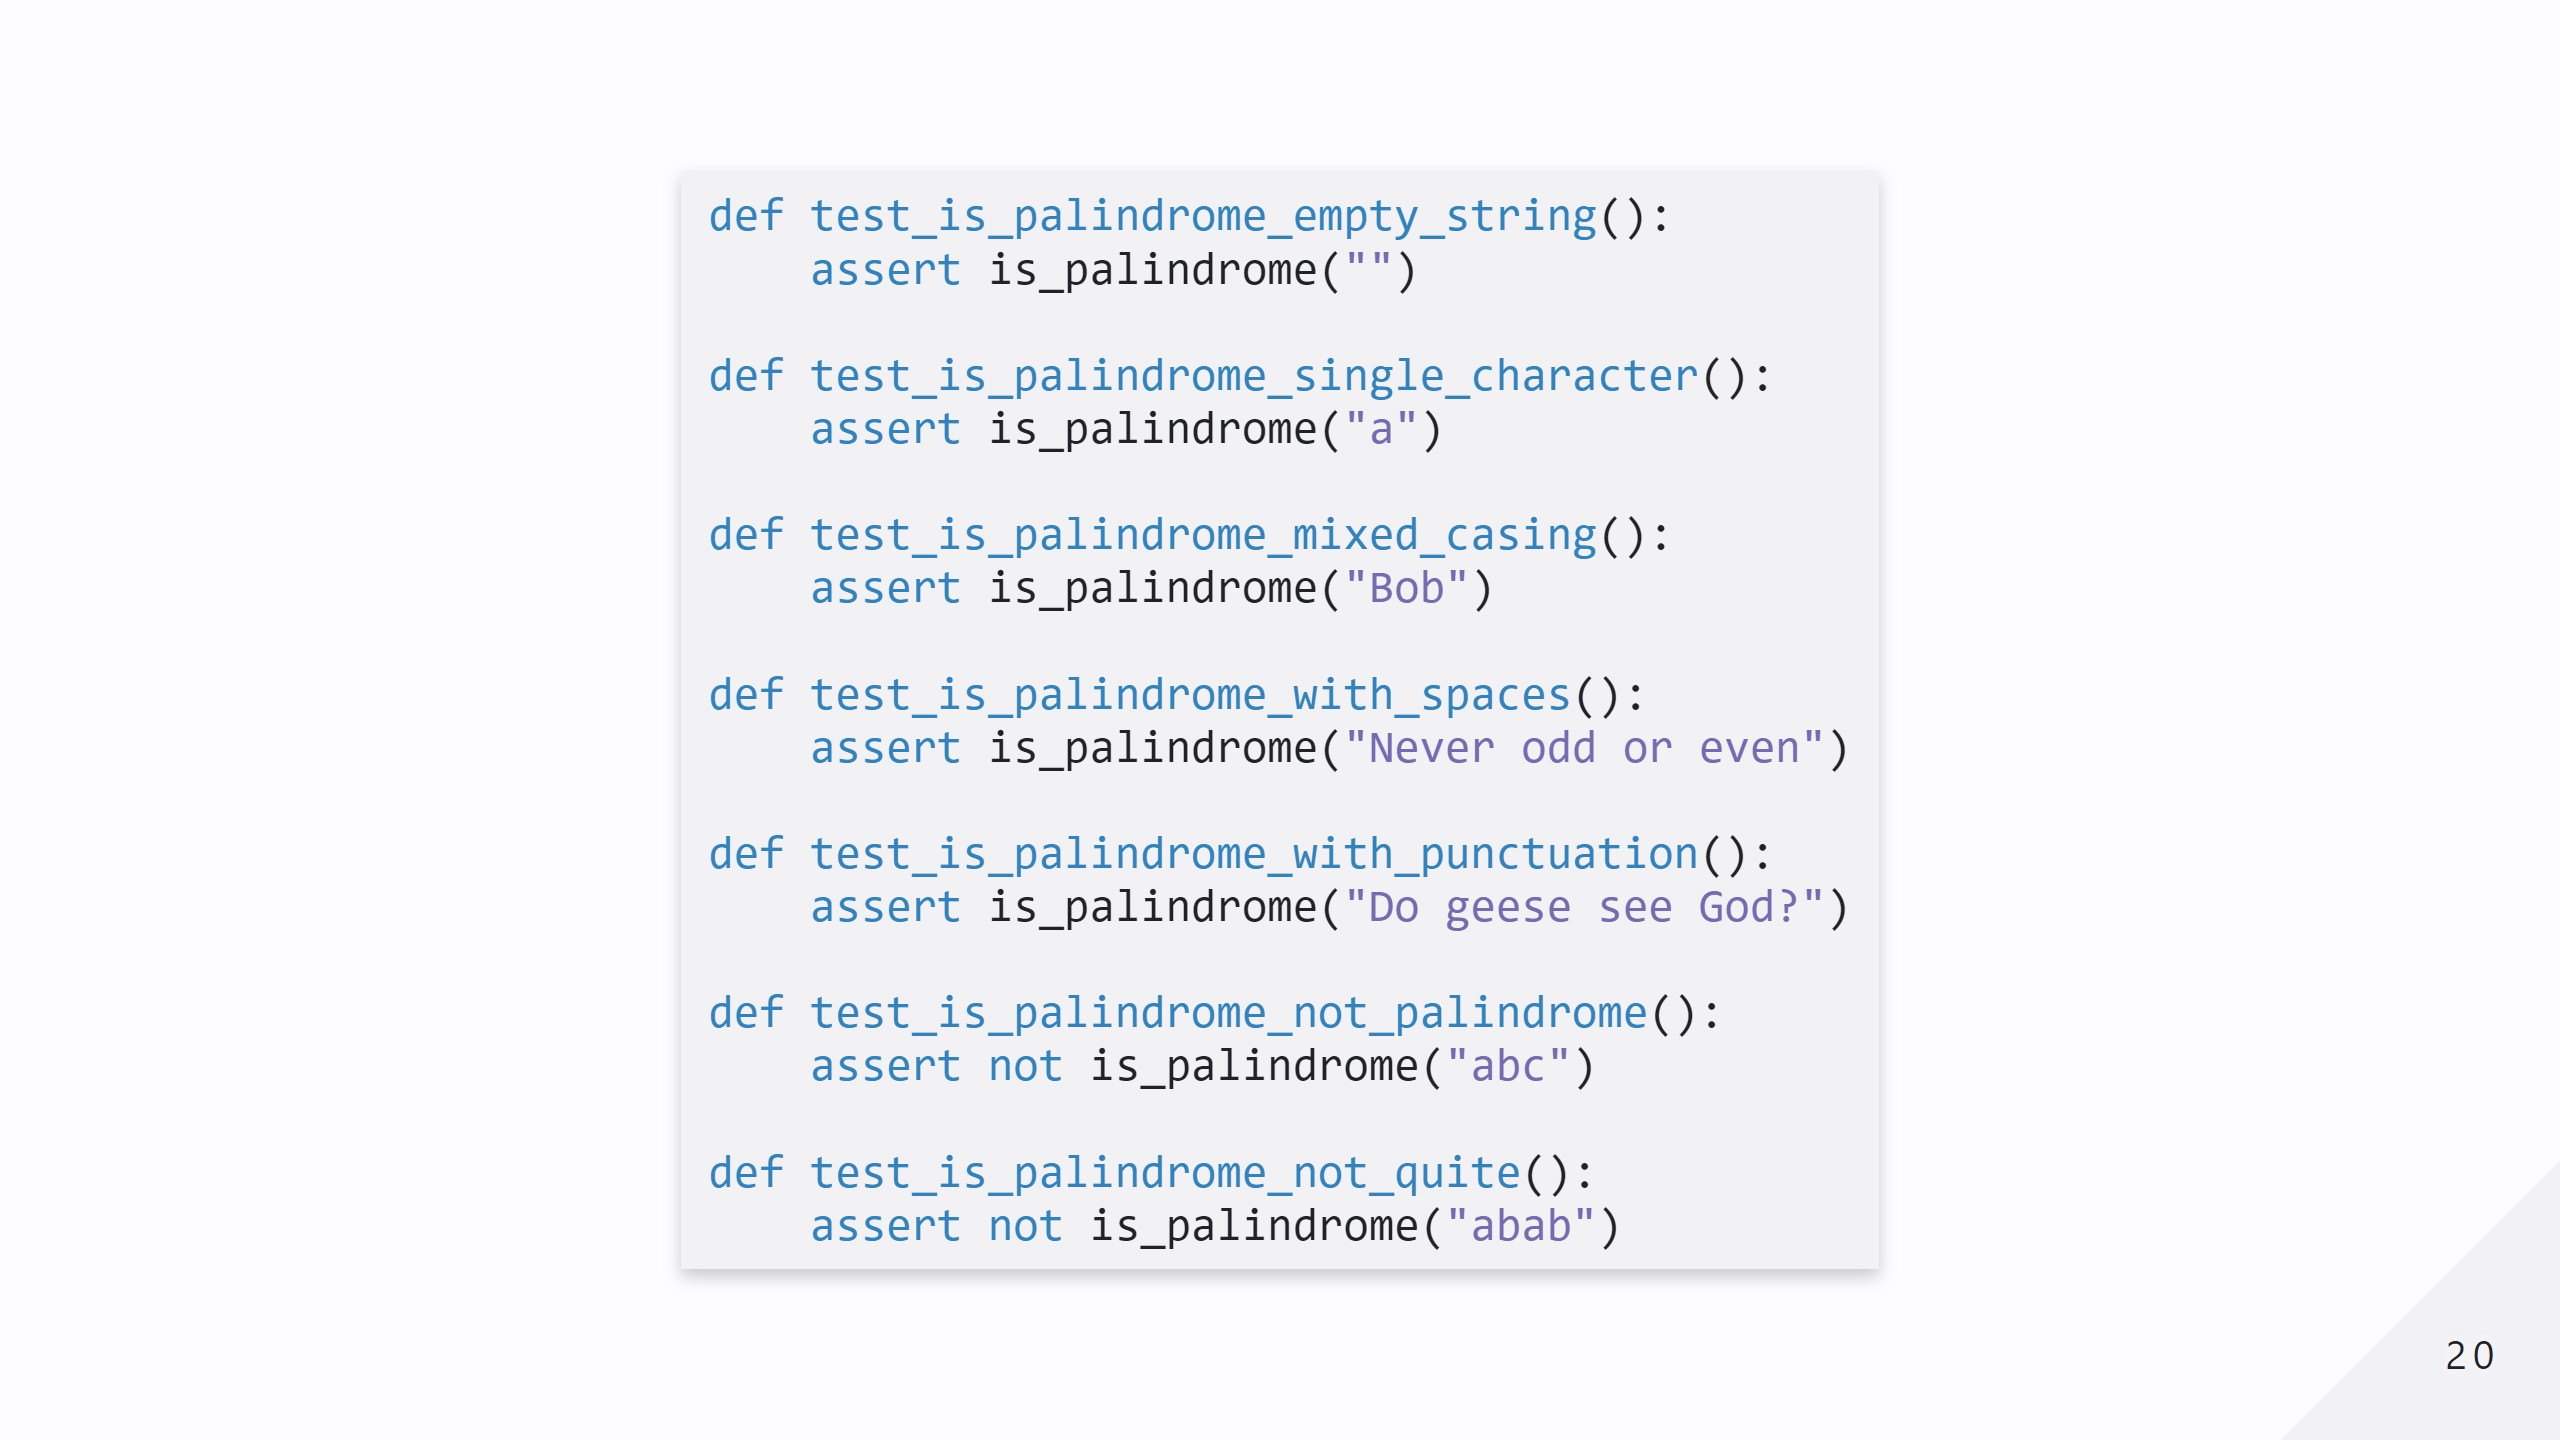 def test_is_palindrome_empty_string():
    assert is_palindrome("")

def test_is_palindrome_single_character():
    assert is_palindrome("a")

def test_is_palindrome_mixed_casing():
    assert is_palindrome("Bob")

def test_is_palindrome_with_spaces():
    assert is_palindrome("Never odd or even")

def test_is_palindrome_with_punctuation():
    assert is_palindrome("Do geese see God?")

def test_is_palindrome_not_palindrome():
    assert not is_palindrome("abc")

def test_is_palindrome_not_quite():
    assert not is_palindrome("abab")
20